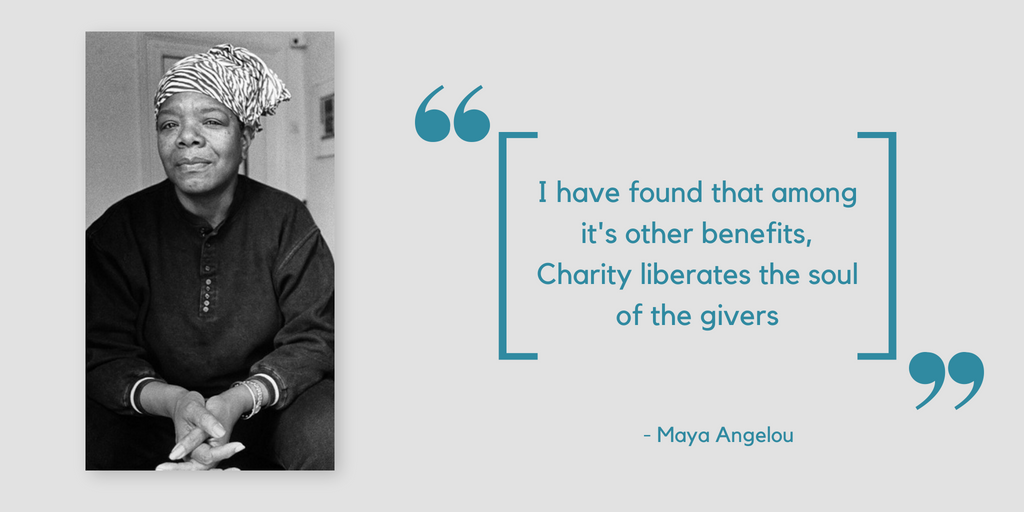 “
I have found that among
it's other benefits,
Charity liberates the soul
of the givers
”
- Maya Angelou